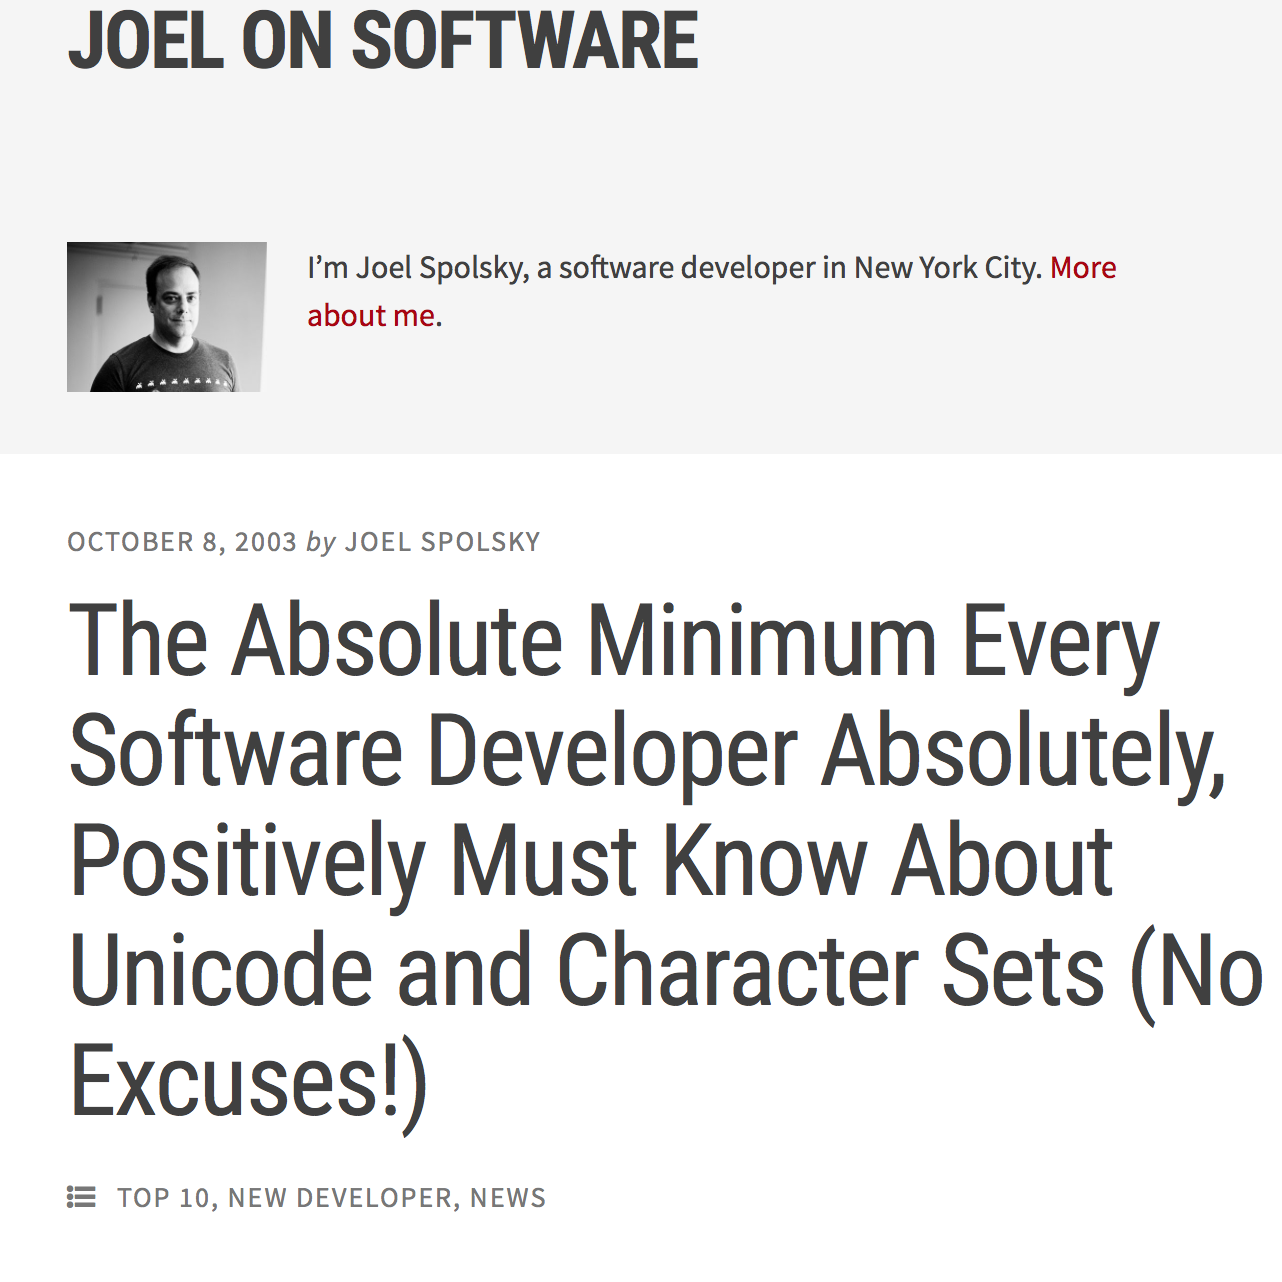 JOEL ON SOFTWARE
I’m Joel Spolsky, a software developer in New York City. More
about me.
OCTOBER 8, 2003 by JOEL SPOLSKY
The Absolute Minimum Every
Software Developer Absolutely,
Positively Must Know About
Unicode and Character Sets (No
Excuses!)
TOP 10, NEW DEVELOPER, NEWS